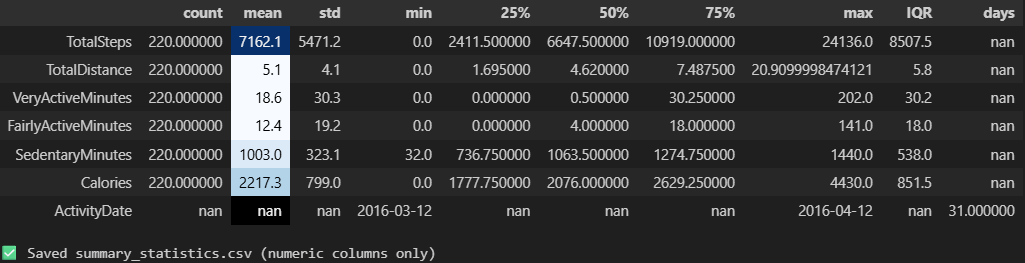 count mean std min 25% 50% 75% max IQR days
TotalSteps 220.000000 7162.1 5471.2 0.0 2411.500000 6647.500000 10919.000000 24136.0 8507.5 nan
TotalDistance 220.000000 5.1 4.1 0.0 1.695000 4.620000 7.487500 20.9099998474121 5.8 nan
VeryActiveMinutes 220.000000 18.6 30.3 0.0 0.000000 0.500000 30.250000 202.0 30.2 nan
FairlyActiveMinutes 220.000000 12.4 19.2 0.0 0.000000 4.000000 18.000000 141.0 18.0 nan
SedentaryMinutes 220.000000 1003.0 323.1 32.0 736.750000 1063.500000 1274.750000 1440.0 538.0 nan
Calories 220.000000 2217.3 799.0 0.0 1777.750000 2076.000000 2629.250000 4430.0 851.5 nan
ActivityDate nan nan nan 2016-03-12 nan nan nan 2016-04-12 nan 31.000000
✅ Saved summary_statistics.csv (numeric columns only)